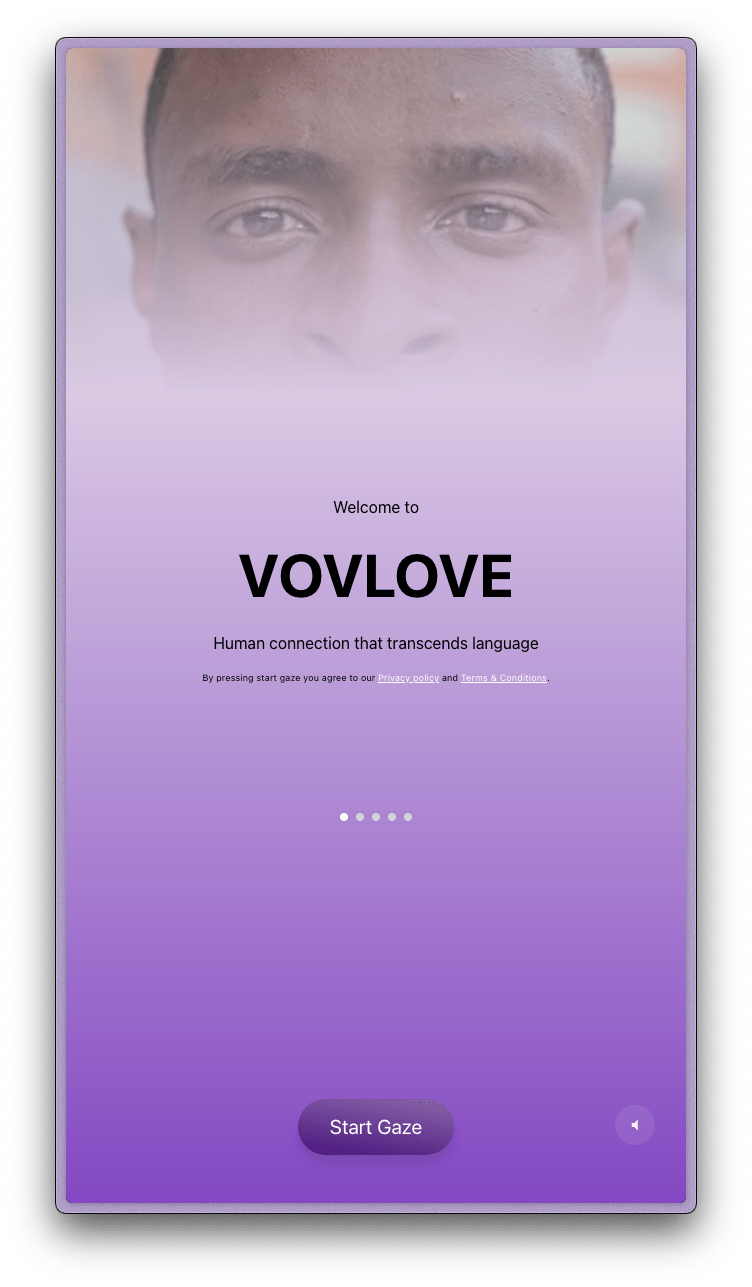 Welcome to
VOVLOVE
Human connection that transcends language
By pressing start gaze you agree to our Privacy policy and Terms & Conditions.
Start Gaze